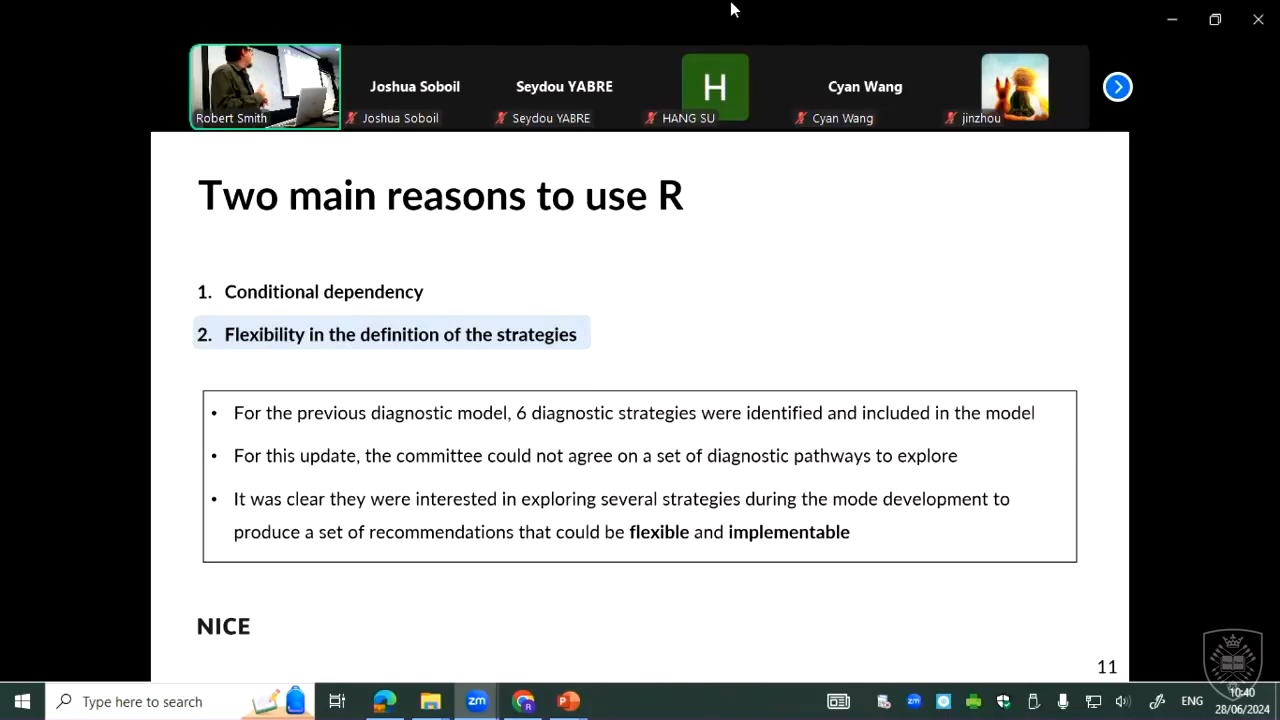 Joshua Soboil
Seydou YABRE
H
Cyan Wang
Robert Smith
Joshua Soboil
Seydou YABRE
HANG SU
Cyan Wang
jinzhou
Two main reasons to use R
1. Conditional dependency
2. Flexibility in the definition of the strategies
• For the previous diagnostic model, 6 diagnostic strategies were identified and included in the model
• For this update, the committee could not agree on a set of diagnostic pathways to explore
• It was clear they were interested in exploring several strategies during the mode development to
produce a set of recommendations that could be flexible and implementable
NICE
11
Type here to search
zm
zm
ENG
10:40
28/06/2024